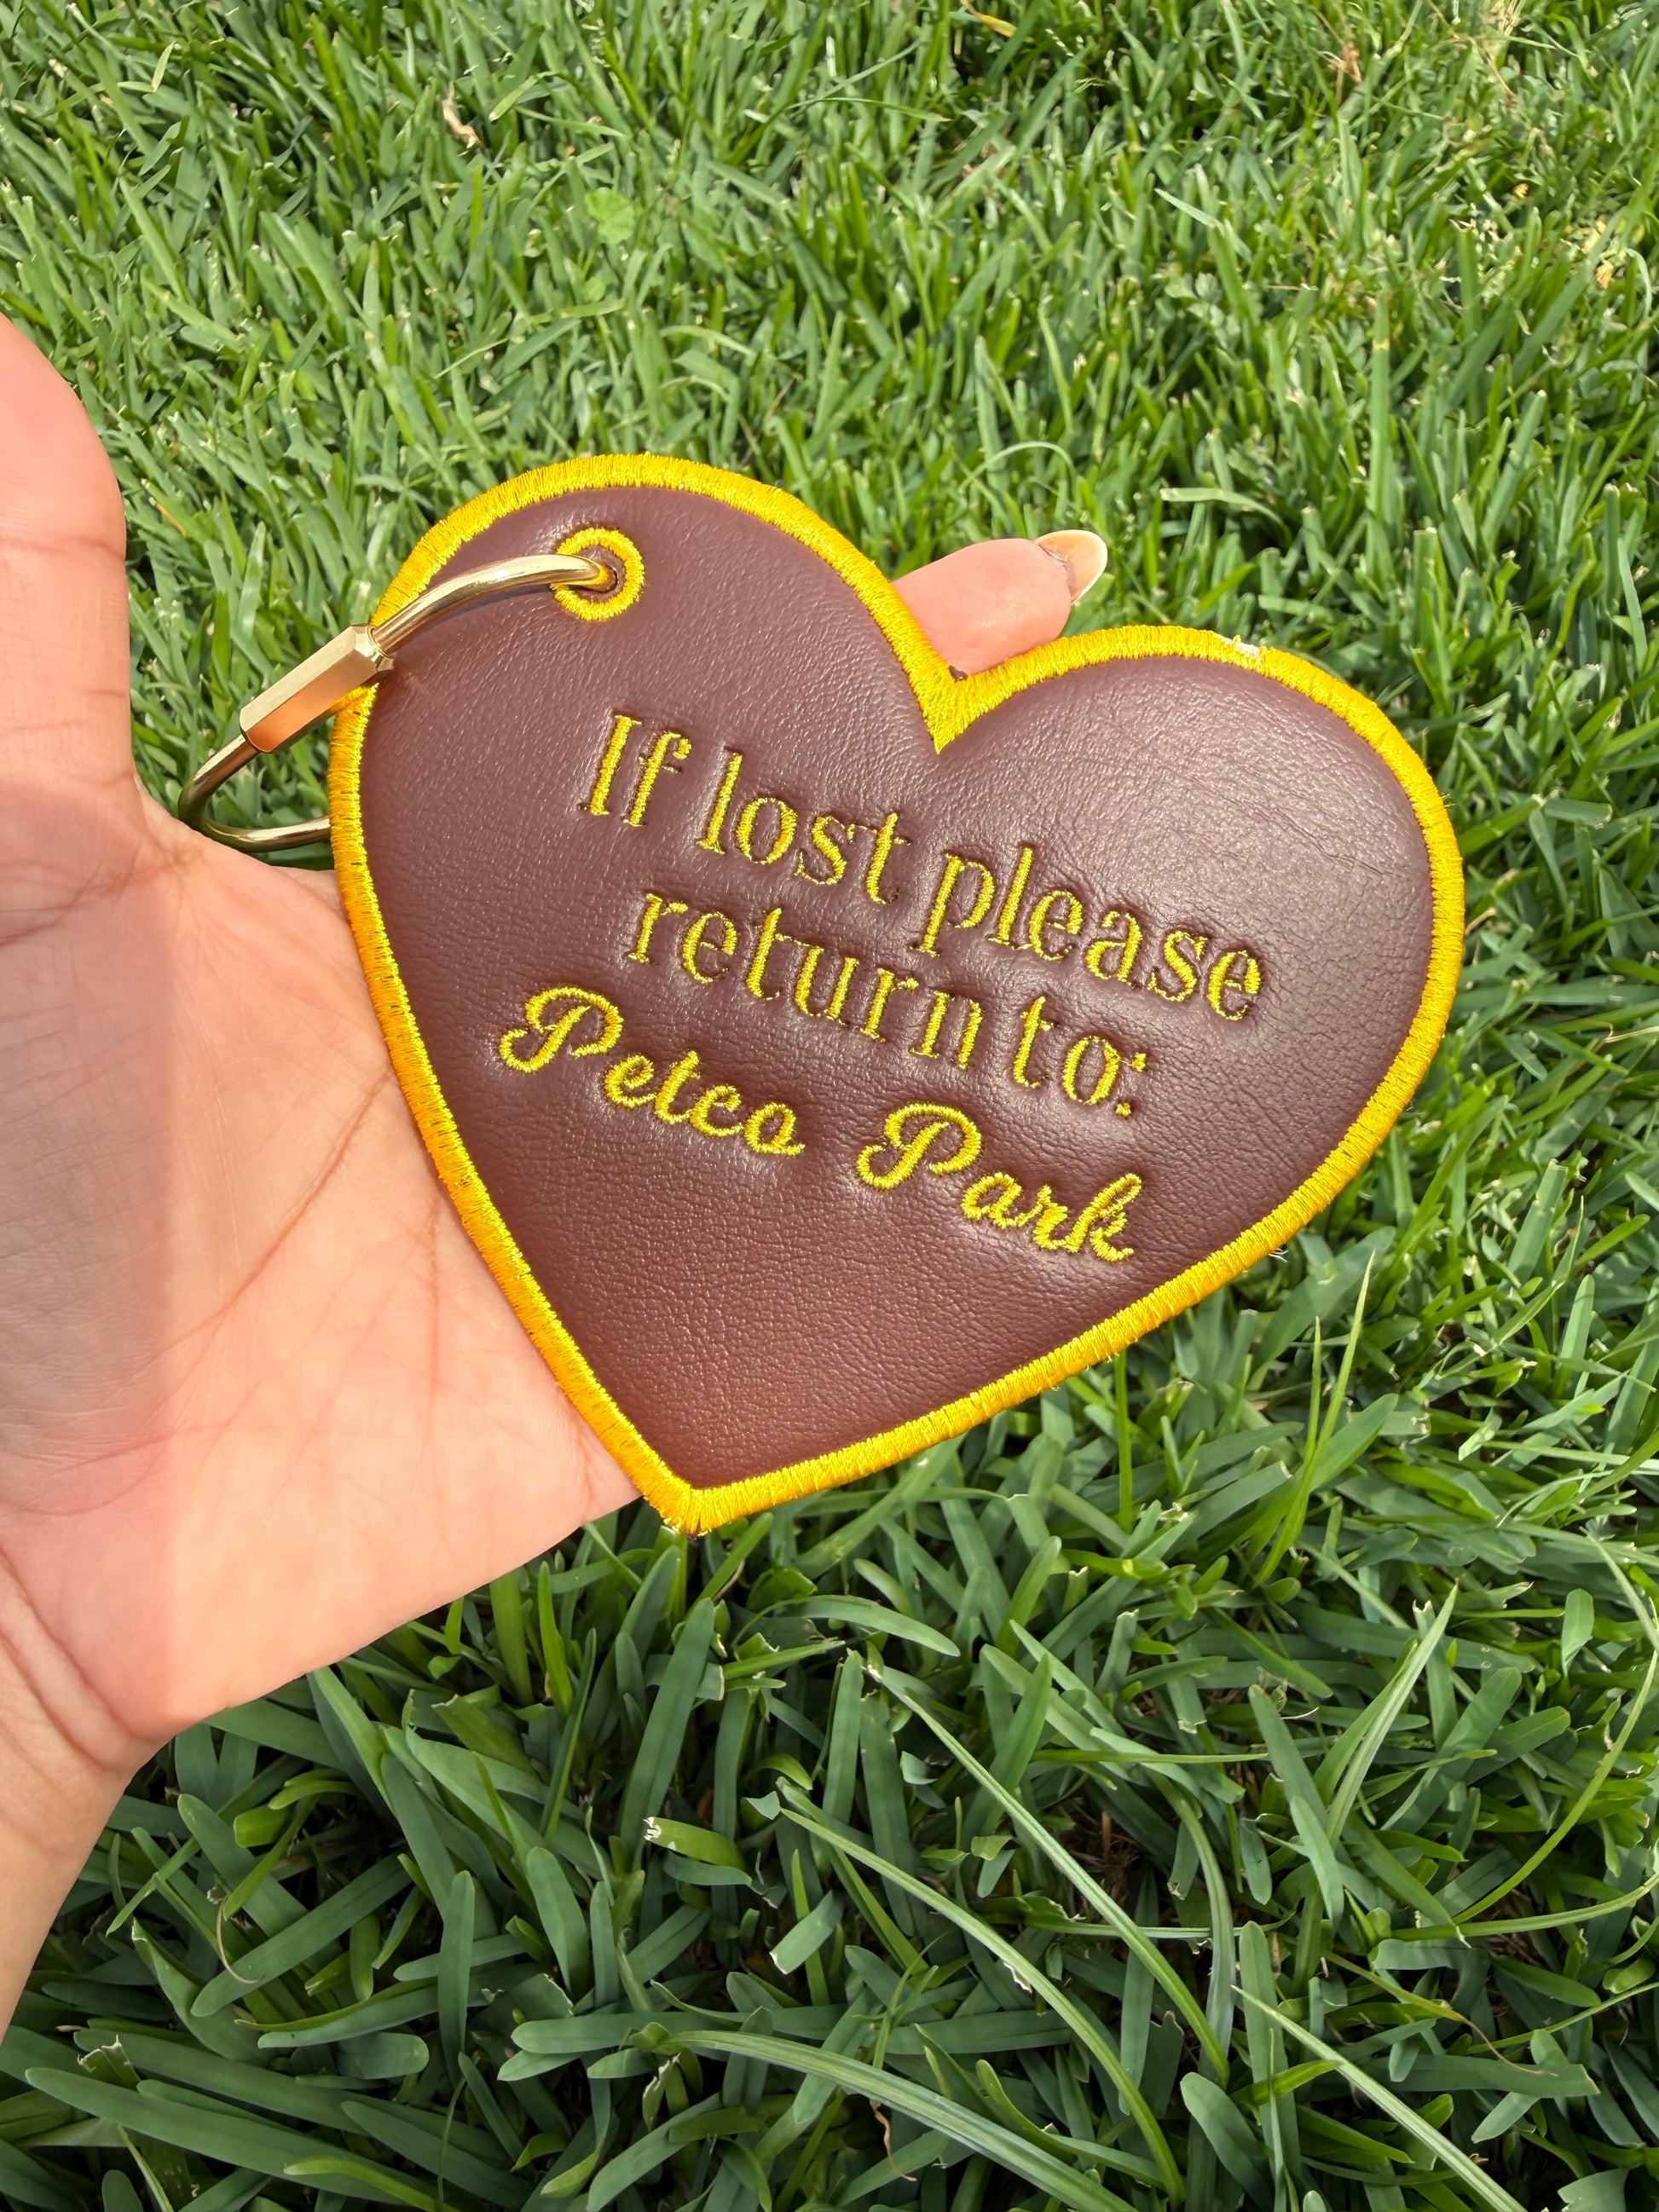 If lost please
return to:
Petco Park